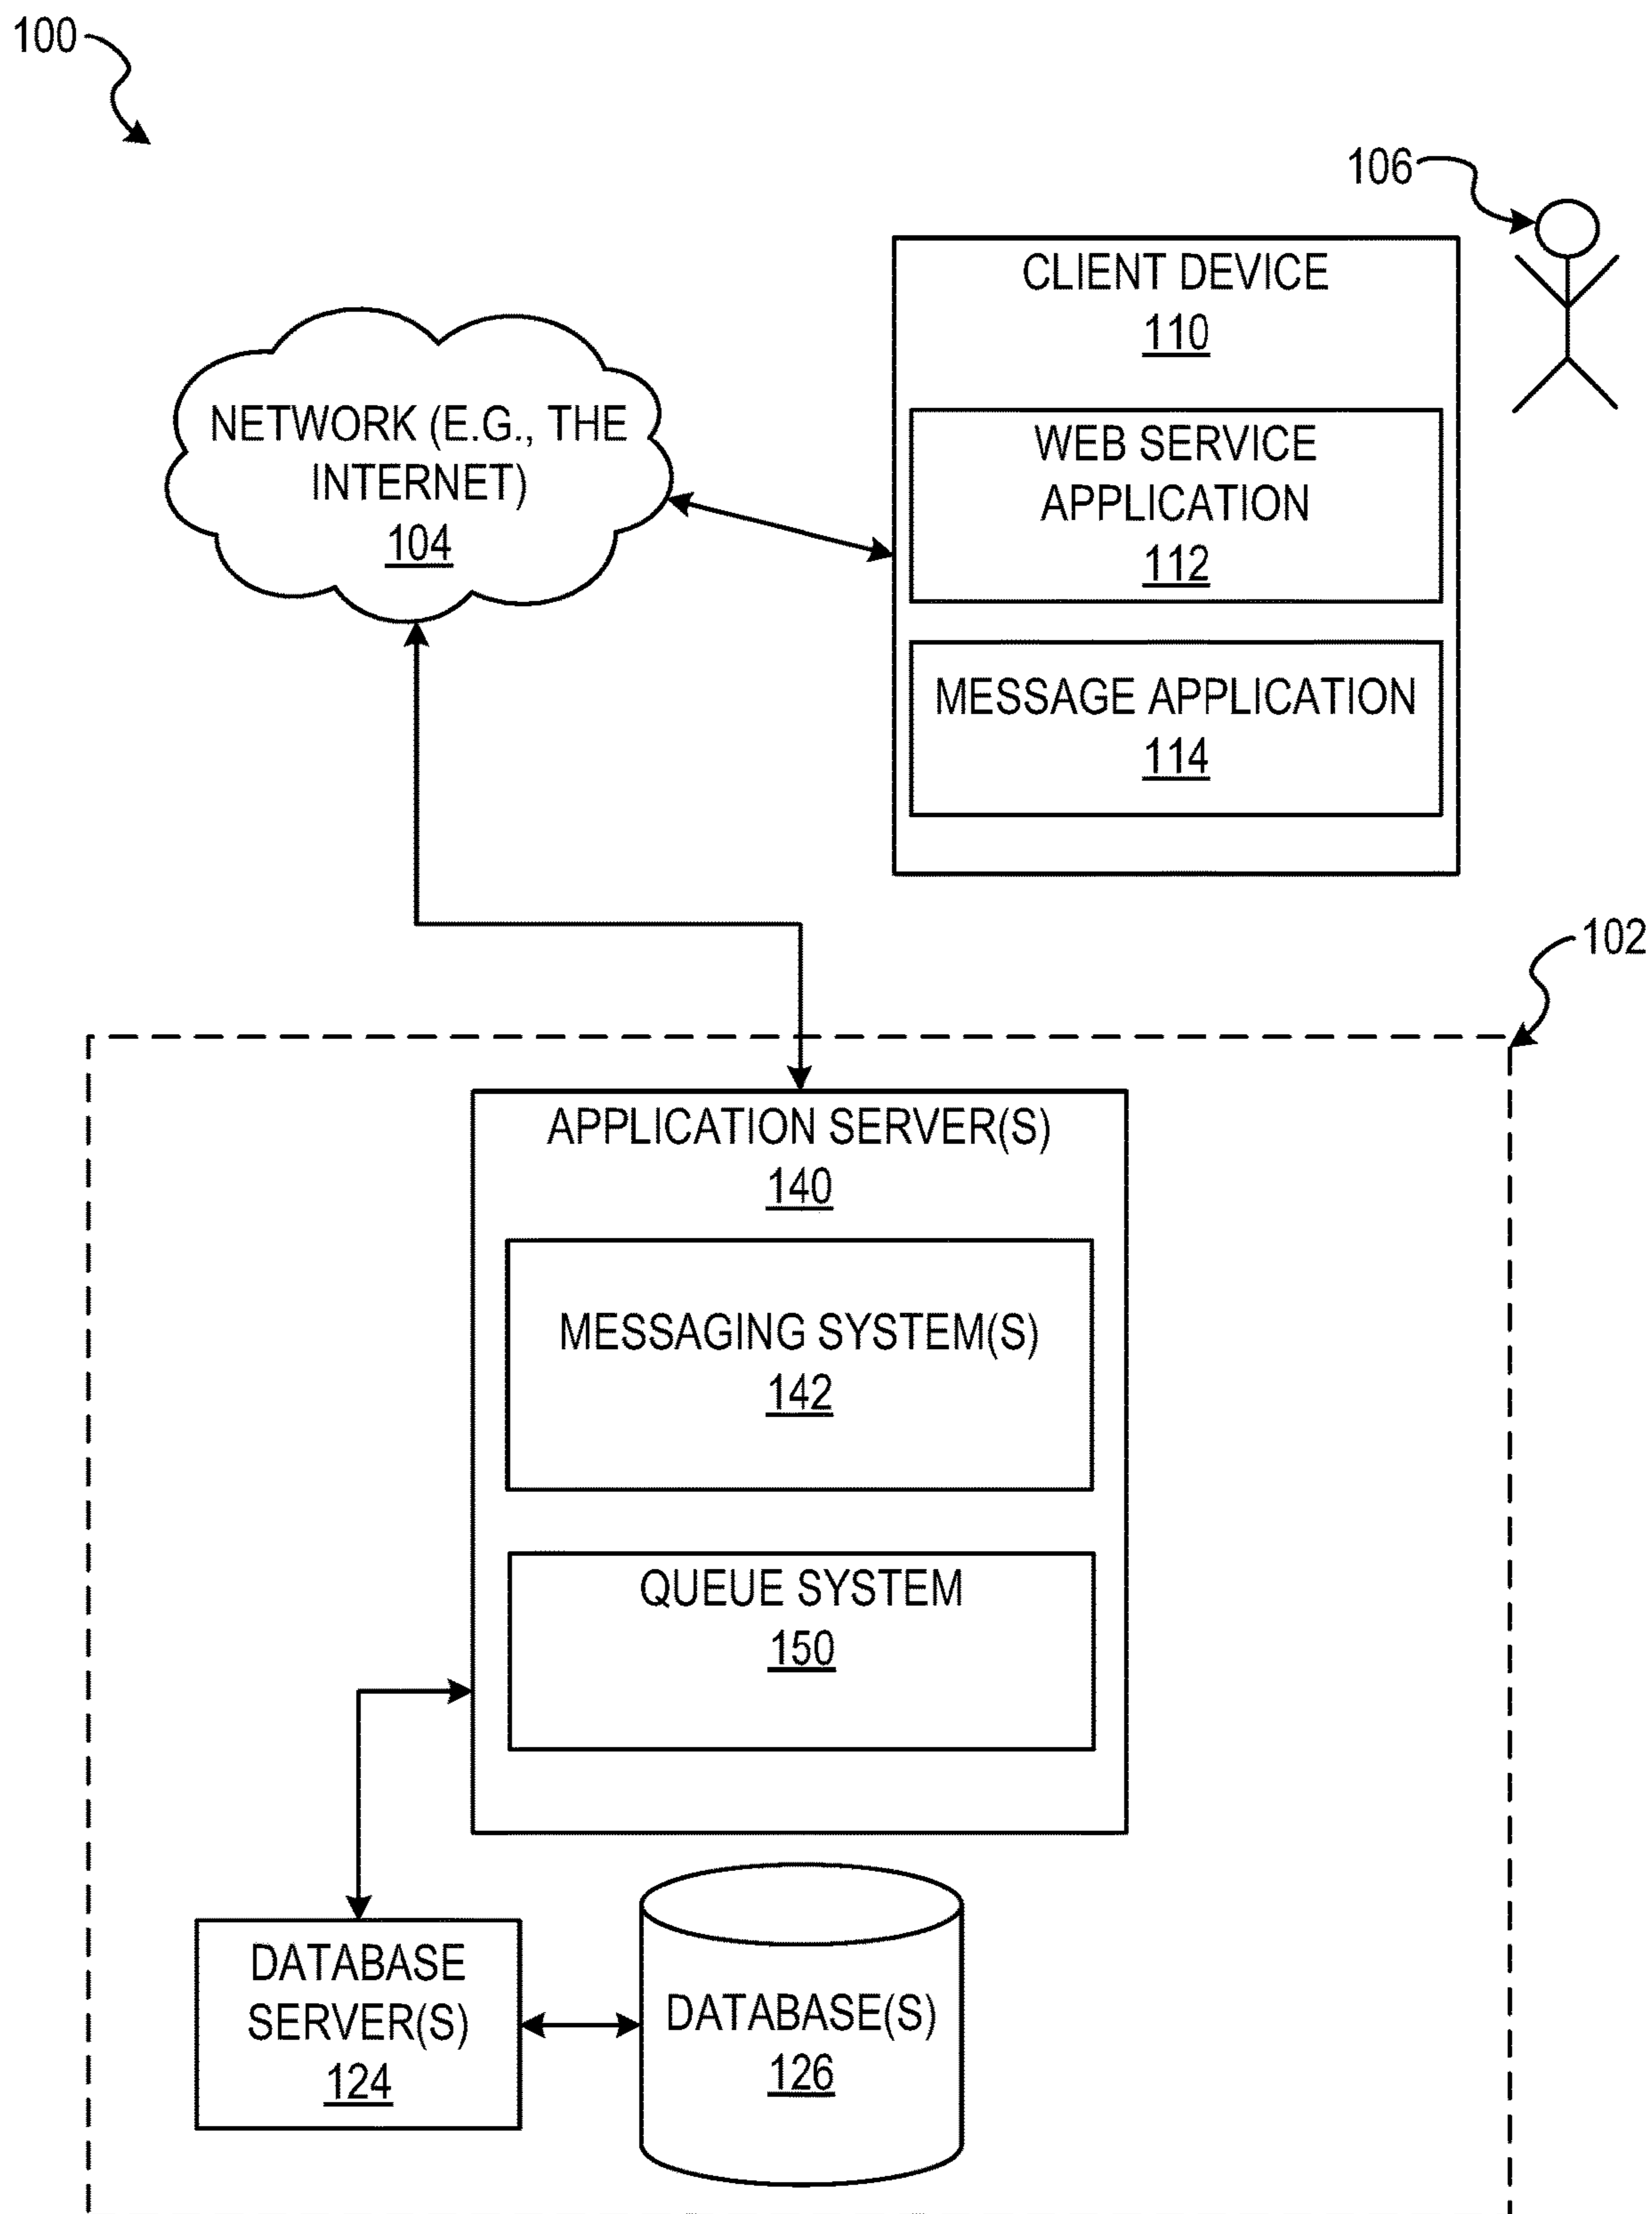 100
106
CLIENT DEVICE
110
NETWORK (E.G., THE
INTERNET)
104
WEB SERVICE
APPLICATION
112
MESSAGE APPLICATION
114
102
APPLICATION SERVER(S)
140
MESSAGING SYSTEM(S)
142
QUEUE SYSTEM
150
DATABASE
SERVER(S)
124
DATABASE(S)
126